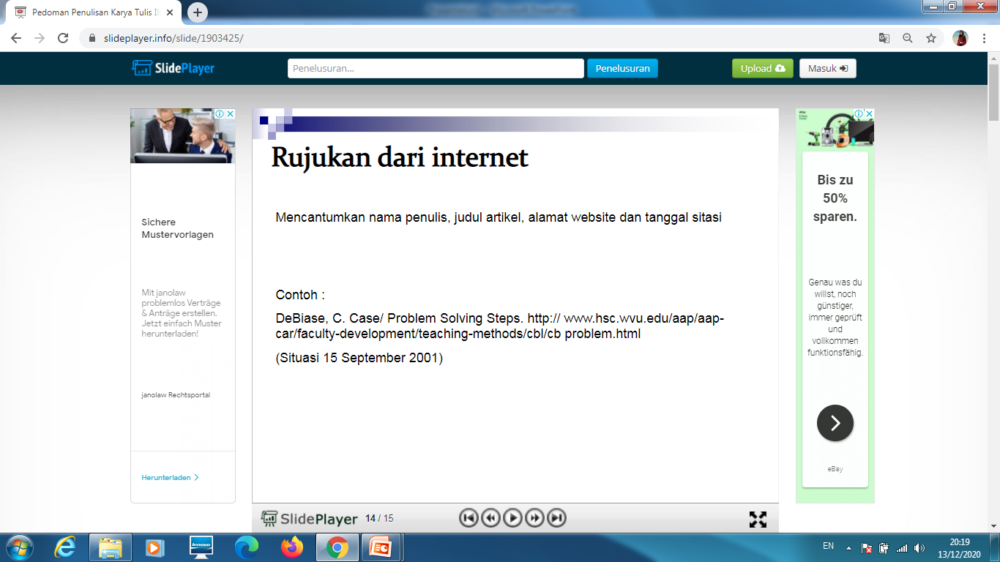 Pedoman Penulisan Karya Tulis Il
slideplayer.info/slide/1903425/
SlidePlayer
Penelusuran...
Penelusuran
Upload
Masuk
Sichere
Mustervorlagen
Mit janolaw
problemlos Verträge
& Anträge erstellen.
Jetzt einfach Muster
herunterladen!
janolaw Rechtsportal
Herunterladen
Rujukan dari internet
Mencantumkan nama penulis, judul artikel, alamat website dan tanggal sitasi
Contoh :
DeBiase, C. Case/ Problem Solving Steps. http:// www.hsc.wvu.edu/aap/aap-
car/faculty-development/teaching-methods/cbl/cb problem.html
(Situasi 15 September 2001)
Bis zu
50%
sparen.
Genau was du
willst, noch
günstiger,
immer geprüft
und
vollkommen
funktionsfähig.
eBay
SlidePlayer
14 / 15
lenovo
EN
20:19
13/12/2020